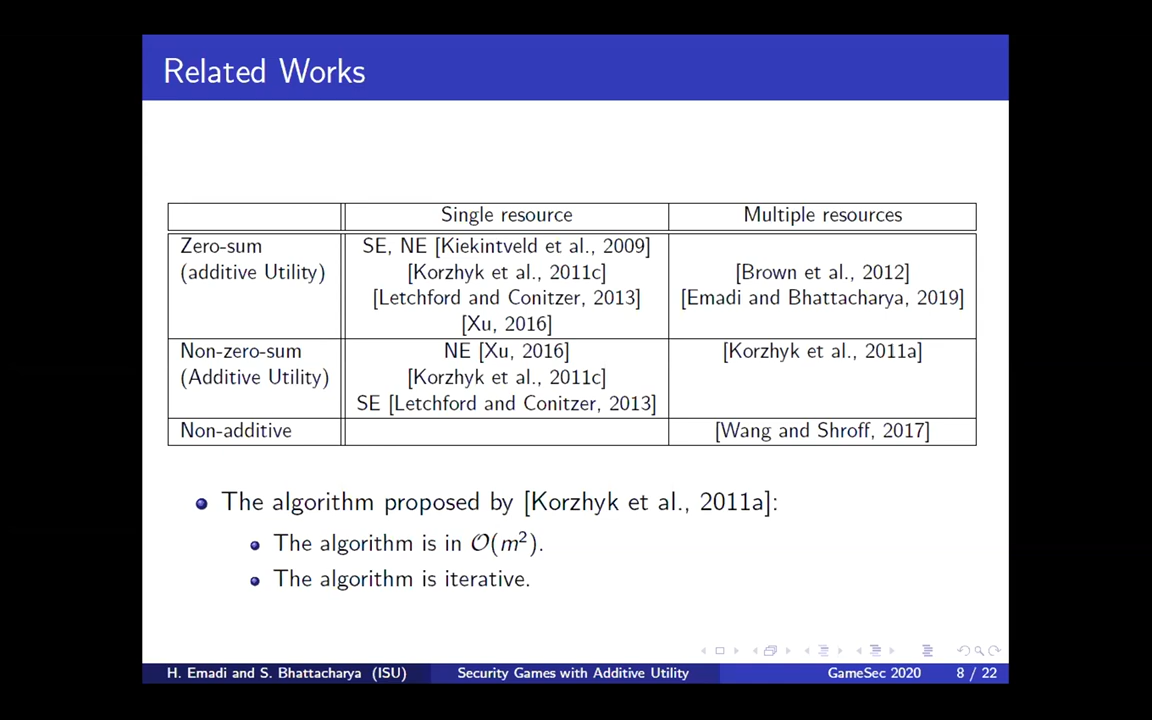 Related Works
Single resource Multiple resources
Zero-sum SE, NE [Kiekintveld et al., 2009]
(additive Utility) [Korzhyk et al., 2011c] [Brown et al., 2012]
[Letchford and Conitzer, 2013] [Emadi and Bhattacharya, 2019]
[Xu, 2016]
Non-zero-sum NE [Xu, 2016] [Korzhyk et al., 2011a]
(Additive Utility) [Korzhyk et al., 2011c]
SE [Letchford and Conitzer, 2013]
Non-additive [Wang and Shroff, 2017]
The algorithm proposed by [Korzhyk et al., 2011a]:
The algorithm is in 𝒪(m²).
The algorithm is iterative.
H. Emadi and S. Bhattacharya (ISU) Security Games with Additive Utility GameSec 2020 8 / 22